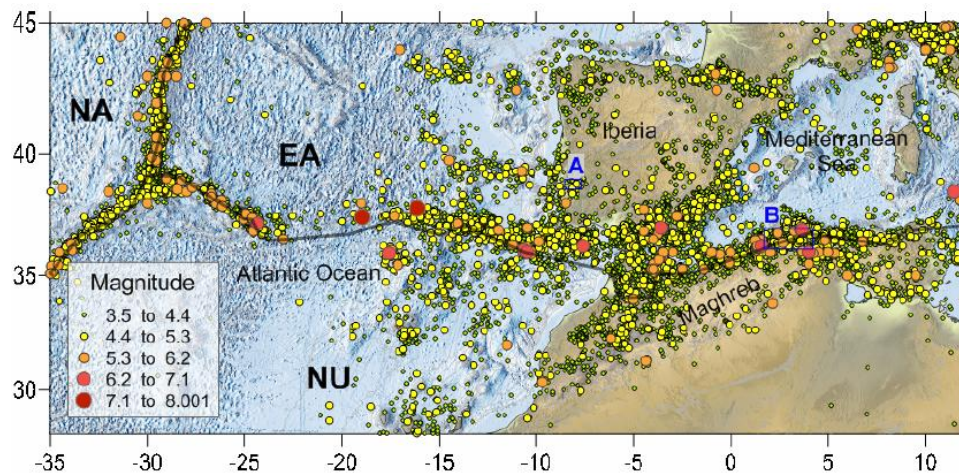 45
NA
EA
Iberia
Mediterranean
Sea
40
A
B
35
Atlantic Ocean
Maghreb
Magnitude
3.5 to 4.4
4.4 to 5.3
5.3 to 6.2
6.2 to 7.1
7.1 to 8.001
NU
30
-35 -30 -25 -20 -15 -10 -5 0 5 10